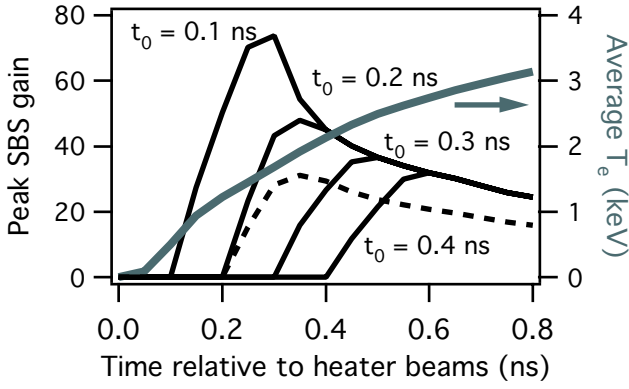 80
60
40
20
0
Peak SBS gain
t0 = 0.1 ns
t0 = 0.2 ns
t0 = 0.3 ns
t0 = 0.4 ns
4
3
2
1
0
Average Te (keV)
0.0 0.2 0.4 0.6 0.8
Time relative to heater beams (ns)